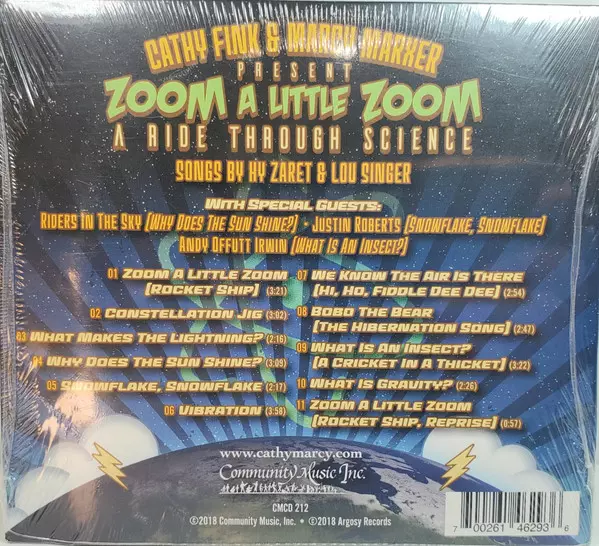 CATHY FINK & MARCY MARXER
PRESENT
ZOOM A LITTLE ZOOM
A RIDE THROUGH SCIENCE
SONGS BY HY ZARET & LOU SINGER
WITH SPECIAL GUESTS:
RIDERS IN THE SKY (WHY DOES THE SUN SHINE?) • JUSTIN ROBERTS (SNOWFLAKE, SNOWFLAKE)
ANDY OFFUTT IRWIN (WHAT IS AN INSECT?)
01 ZOOM A LITTLE ZOOM
(ROCKET SHIP) (3:21)
02 CONSTELLATION JIG (3:02)
03 WHAT MAKES THE LIGHTNING? (2:16)
04 WHY DOES THE SUN SHINE? (3:09)
05 SNOWFLAKE, SNOWFLAKE (2:17)
06 VIBRATION (3:58)
07 WE KNOW THE AIR IS THERE
(HI, HO, FIDDLE DEE DEE) (2:54)
08 BOBO THE BEAR
(THE HIBERNATION SONG) (2:47)
09 WHAT IS AN INSECT?
(A CRICKET IN A THICKET) (3:22)
10 WHAT IS GRAVITY? (2:26)
11 ZOOM A LITTLE ZOOM
(ROCKET SHIP, REPRISE) (0:57)
www.cathymarcy.com
Community Music, Inc.
CMCD 212
©2018 Community Music, Inc. • ℗2018 Argosy Records
7 00261 46293 6